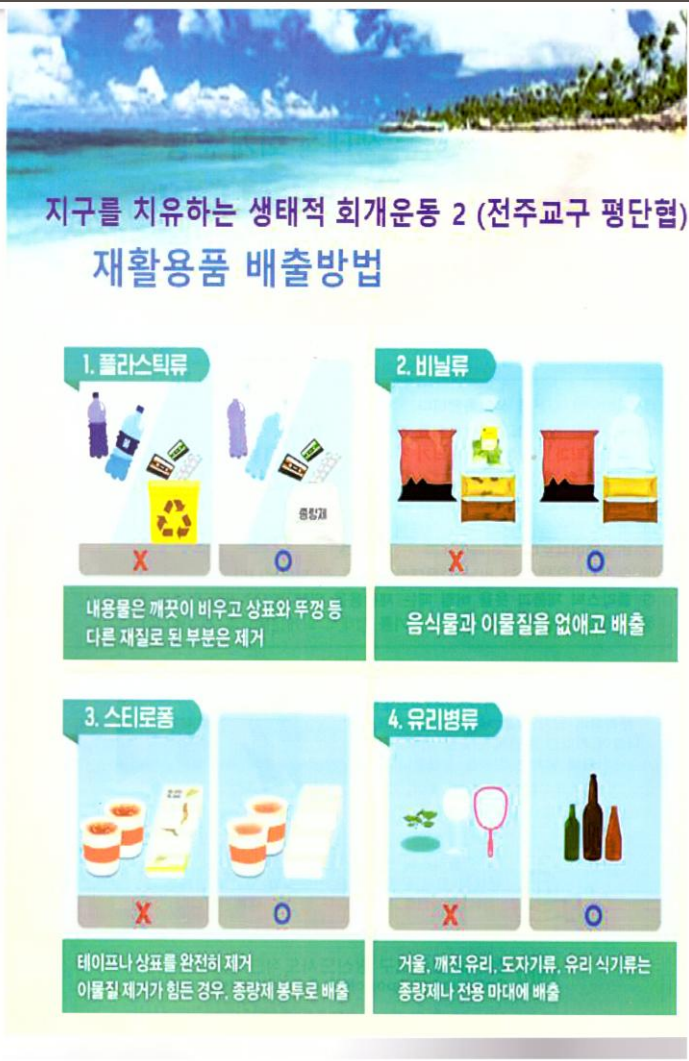 지구를 치유하는 생태적 회개운동 2 (전주교구 평단협)
재활용품 배출방법
1. 플라스틱류
종량제
X
O
내용물은 깨끗이 비우고 상표와 뚜껑 등
다른 재질로 된 부분은 제거
2. 비닐류
X
O
음식물과 이물질을 없애고 배출
3. 스티로폼
X
O
테이프나 상표를 완전히 제거
이물질 제거가 힘든 경우, 종량제 봉투로 배출
4. 유리병류
X
O
거울, 깨진 유리, 도자기류, 유리 식기류는
종량제나 전용 마대에 배출